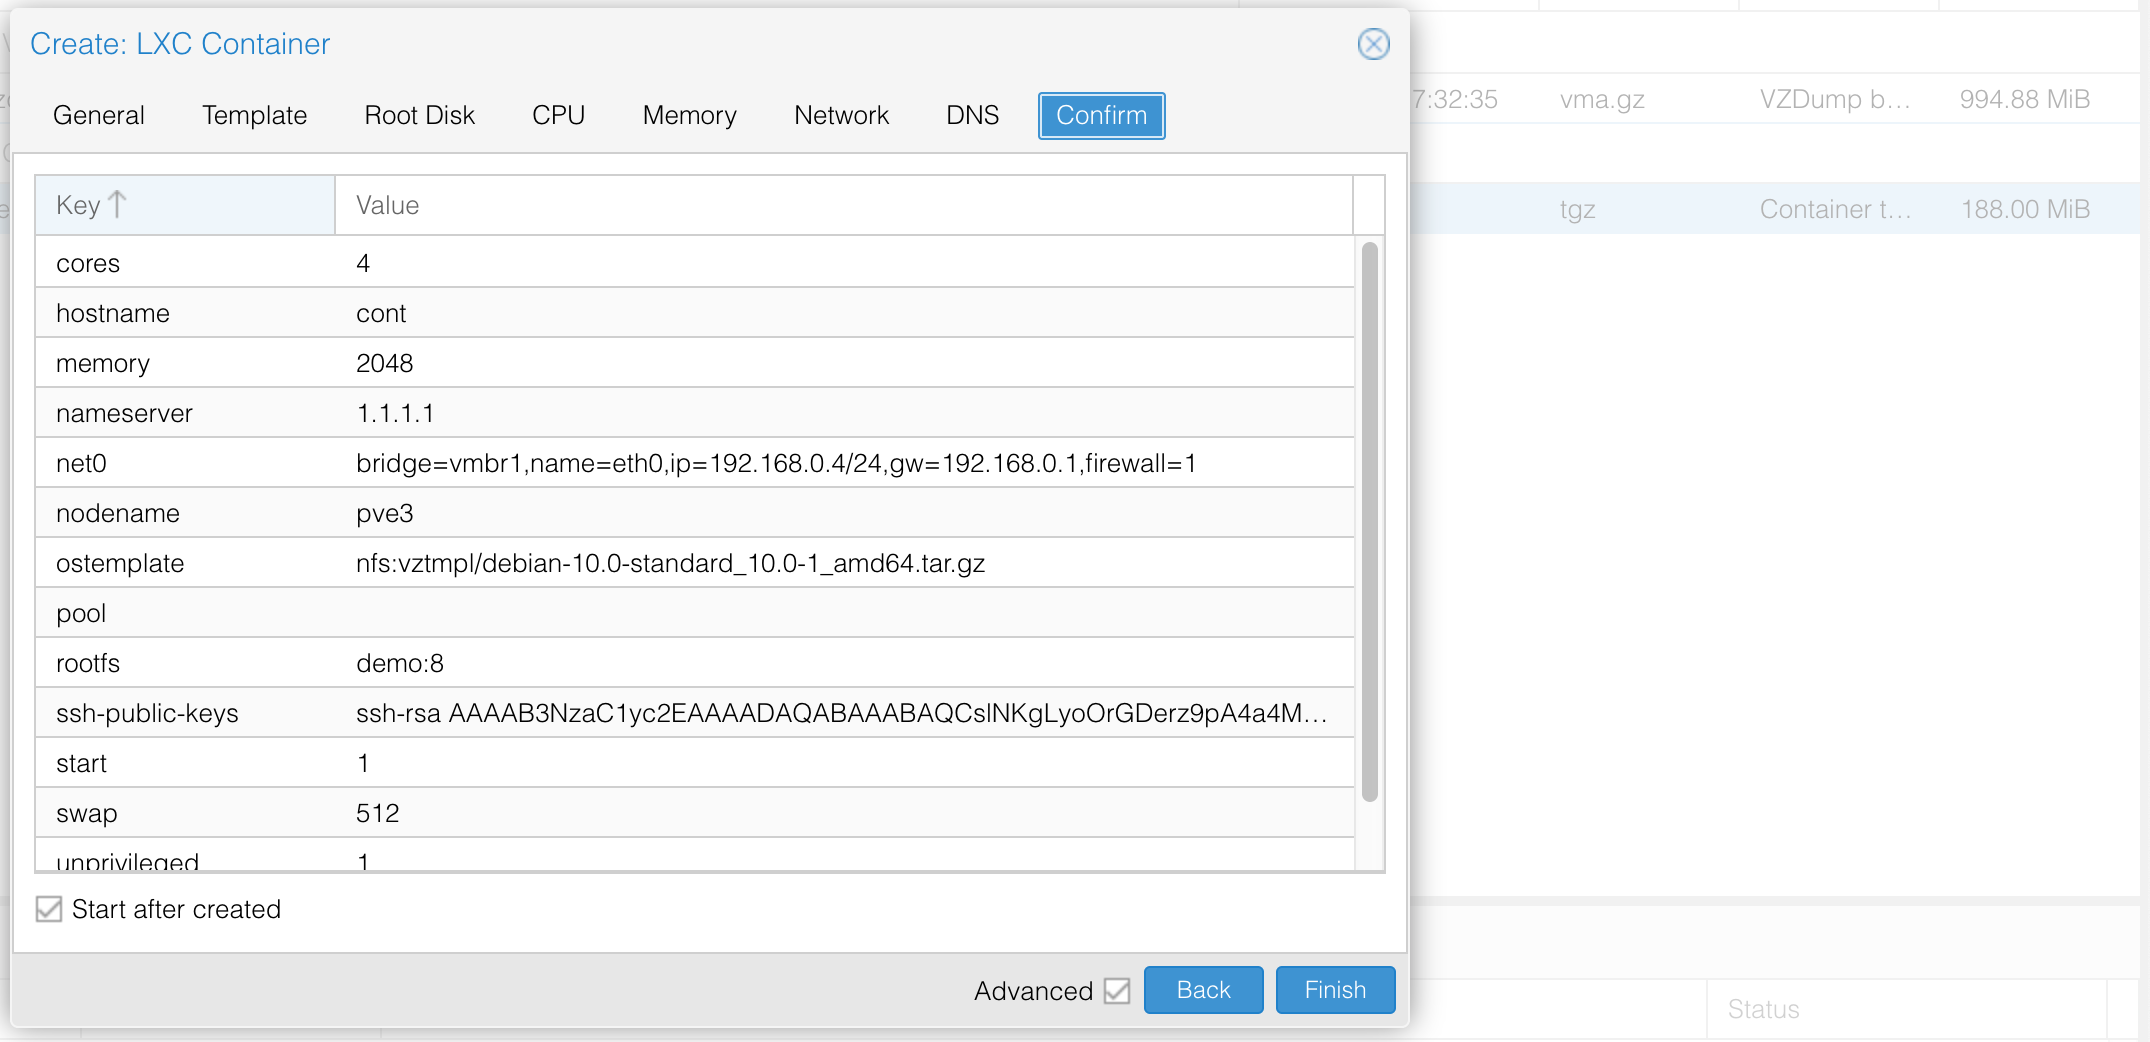 Create: LXC Container
General Template Root Disk CPU Memory Network DNS Confirm
7:32:35 vma.gz VZDump b... 994.88 MiB
tgz Container t... 188.00 MiB
Key Value
cores 4
hostname cont
memory 2048
nameserver 1.1.1.1
net0 bridge=vmbr1,name=eth0,ip=192.168.0.4/24,gw=192.168.0.1,firewall=1
nodename pve3
ostemplate nfs:vztmpl/debian-10.0-standard_10.0-1_amd64.tar.gz
pool
rootfs demo:8
ssh-public-keys ssh-rsa AAAAB3NzaC1yc2EAAAADAQABAAABAQCslNKgLyoOrGDerz9pA4a4M...
start 1
swap 512
unprivileged 1
Start after created
Advanced Back Finish
Status